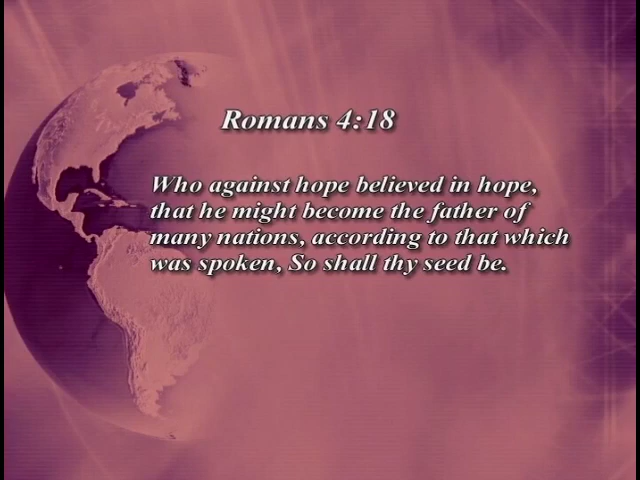 Romans 4:18
Who against hope believed in hope,
that he might become the father of
many nations, according to that which
was spoken, So shall thy seed be.